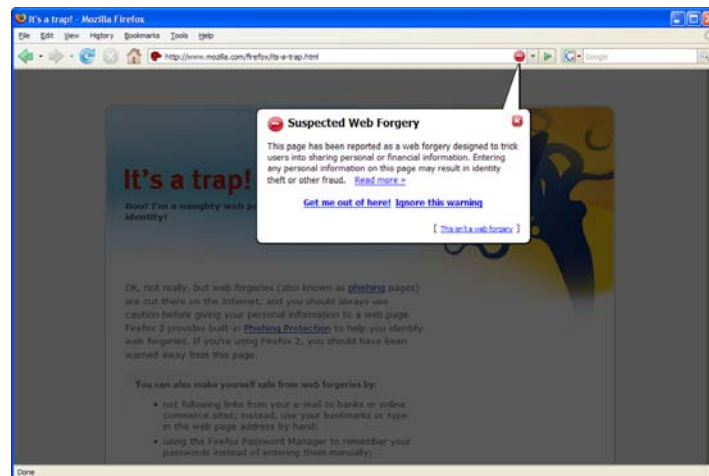 It's a trap! - Mozilla Firefox
File Edit View History Bookmarks Tools Help
http://www.mozilla.com/firefox/its-a-trap.html
Google
Suspected Web Forgery
This page has been reported as a web forgery designed to trick
users into sharing personal or financial information. Entering
any personal information on this page may result in identity
theft or other fraud. Read more »
Get me out of here! Ignore this warning
[ This isn't a web forgery ]
It's a trap!
Boo! I'm a naughty web
identity!
OK, not really, but web forgeries (also known as phishing pages)
are out there on the Internet, and you should always use
caution before giving your personal information to a web page.
Firefox 2 provides built-in Phishing Protection to help you identify
web forgeries. If you're using Firefox 2, you should have been
warned away from this page.
You can also make yourself safe from web forgeries by:
• not following links from your e-mail to banks or online
commerce sites; instead, use your bookmarks or type
in the web page address by hand;
• using the Firefox Password Manager to remember your
passwords instead of entering them manually;
Done